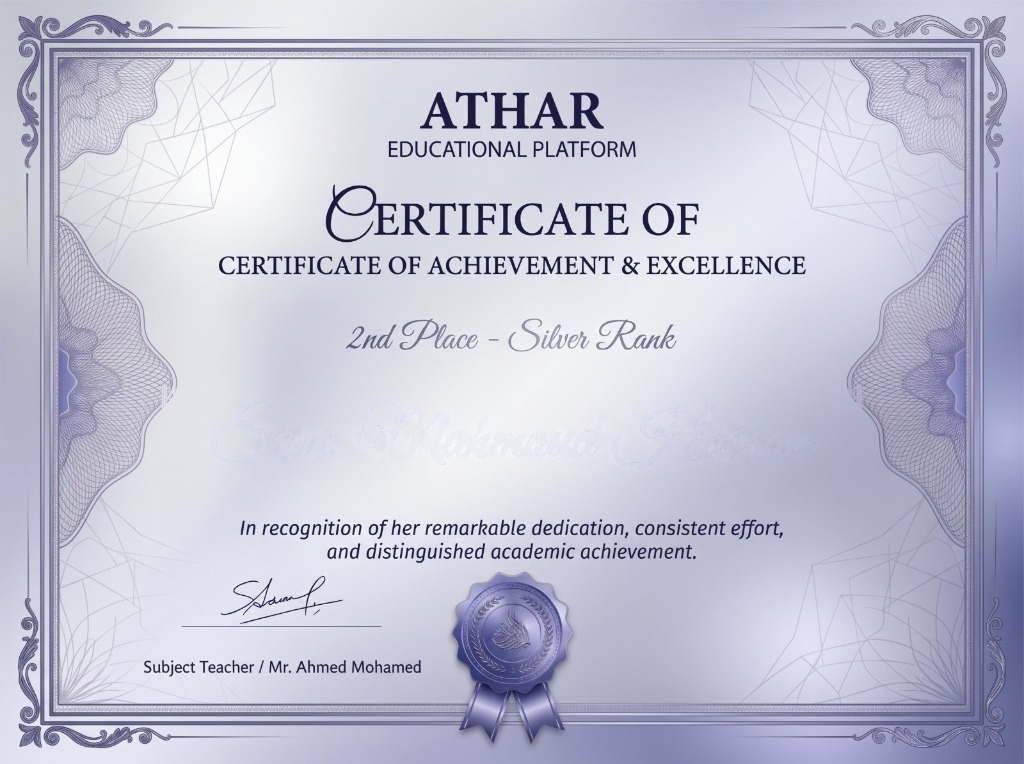 ATHAR
EDUCATIONAL PLATFORM
CERTIFICATE OF
CERTIFICATE OF ACHIEVEMENT & EXCELLENCE
2nd Place - Silver Rank
Mahmoud
In recognition of her remarkable dedication, consistent effort,
and distinguished academic achievement.
Subject Teacher / Mr. Ahmed Mohamed